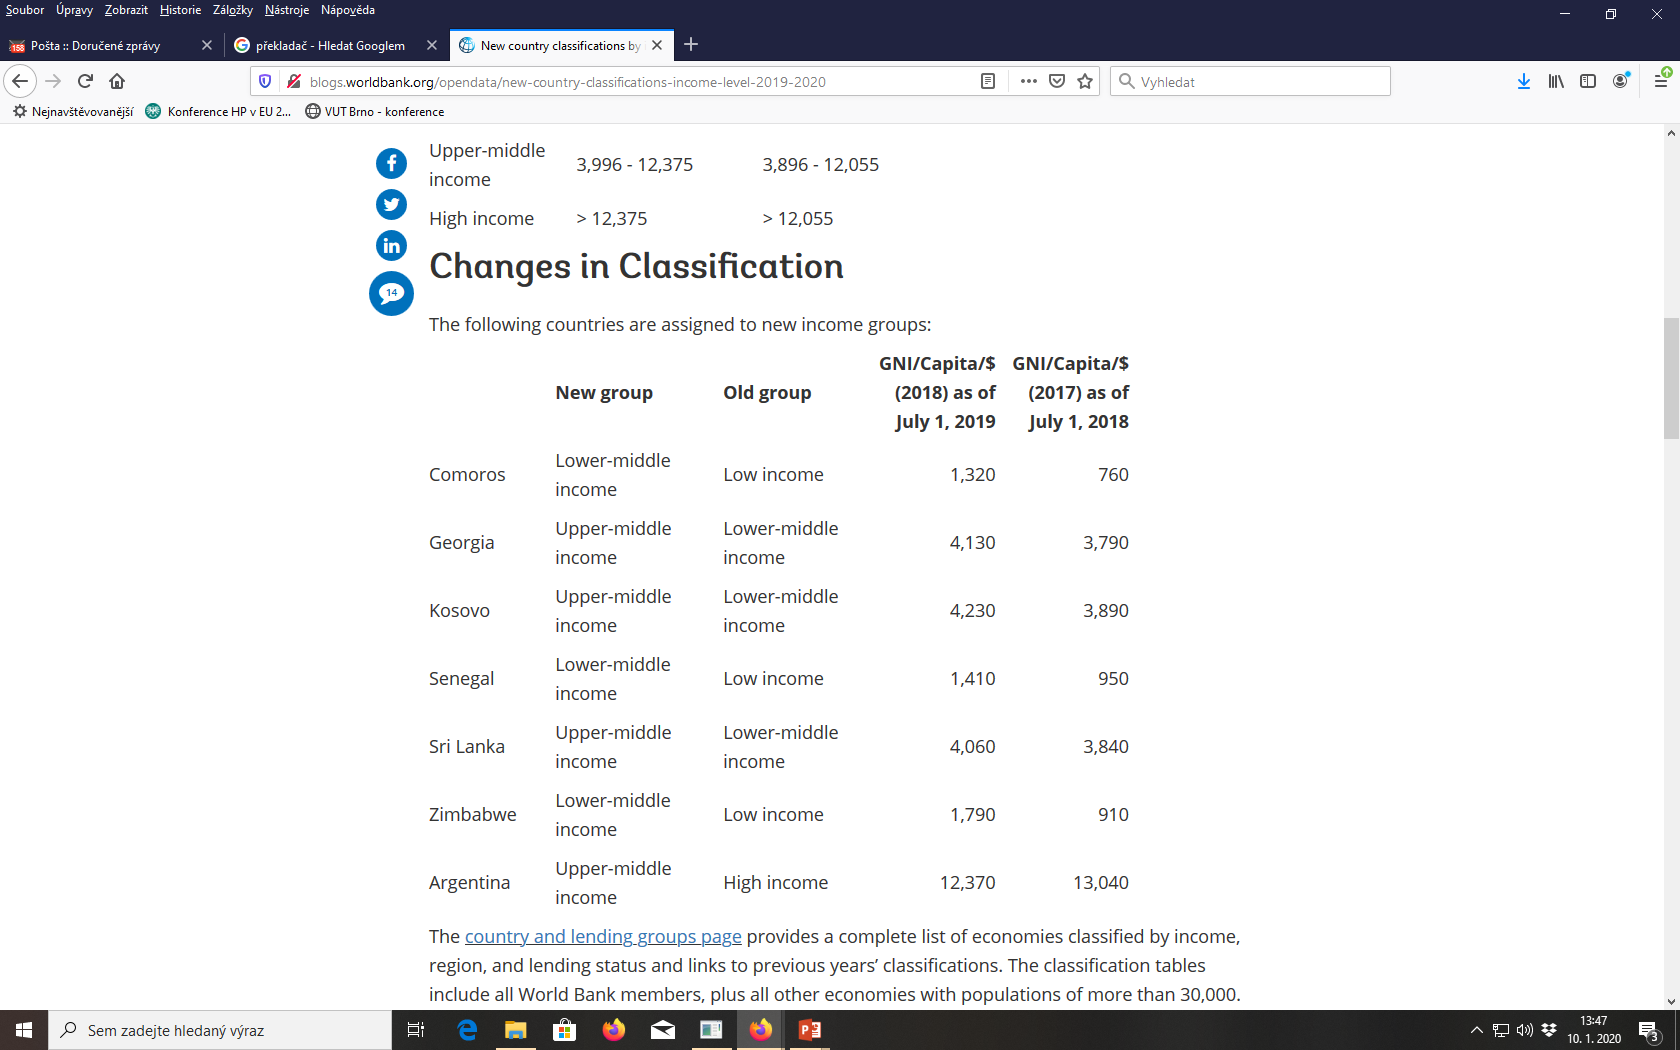 Soubor Úpravy Zobrazit Historie Záložky Nástroje Nápověda
158 Pošta :: Doručené zprávy
překladač - Hledat Googlem
New country classifications by
blogs.worldbank.org/opendata/new-country-classifications-income-level-2019-2020
Vyhledat
Nejnavštěvovanější Konference HP v EU 2... VUT Brno - konference
Upper-middle
income
3,996 - 12,375 3,896 - 12,055
High income > 12,375 > 12,055
Changes in Classification
14
The following countries are assigned to new income groups:
New group
Old group
GNI/Capita/$
(2018) as of
July 1, 2019
GNI/Capita/$
(2017) as of
July 1, 2018
Comoros
Lower-middle
income
Low income 1,320 760
Georgia
Upper-middle
income
Lower-middle
income
4,130 3,790
Kosovo
Upper-middle
income
Lower-middle
income
4,230 3,890
Senegal
Lower-middle
income
Low income 1,410 950
Sri Lanka
Upper-middle
income
Lower-middle
income
4,060 3,840
Zimbabwe
Lower-middle
income
Low income 1,790 910
Argentina
Upper-middle
income
High income 12,370 13,040
The country and lending groups page provides a complete list of economies classified by income,
region, and lending status and links to previous years’ classifications. The classification tables
include all World Bank members, plus all other economies with populations of more than 30,000.
Sem zadejte hledaný výraz
13:47
10. 1. 2020
3